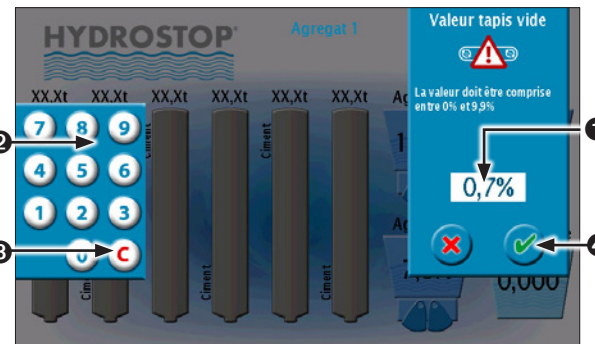 HYDROSTOP
Agregat 1
Valeur tapis vide
La valeur doit être comprise
entre 0% et 9,9%
XX.Xt XX.Xt XX,Xt XX,Xt XX,Xt XX,Xt
Ciment
Ciment
7 8 9
4 5 6
1 2 3
0 C
0,7%
Ciment
Ciment
Ciment
0,000